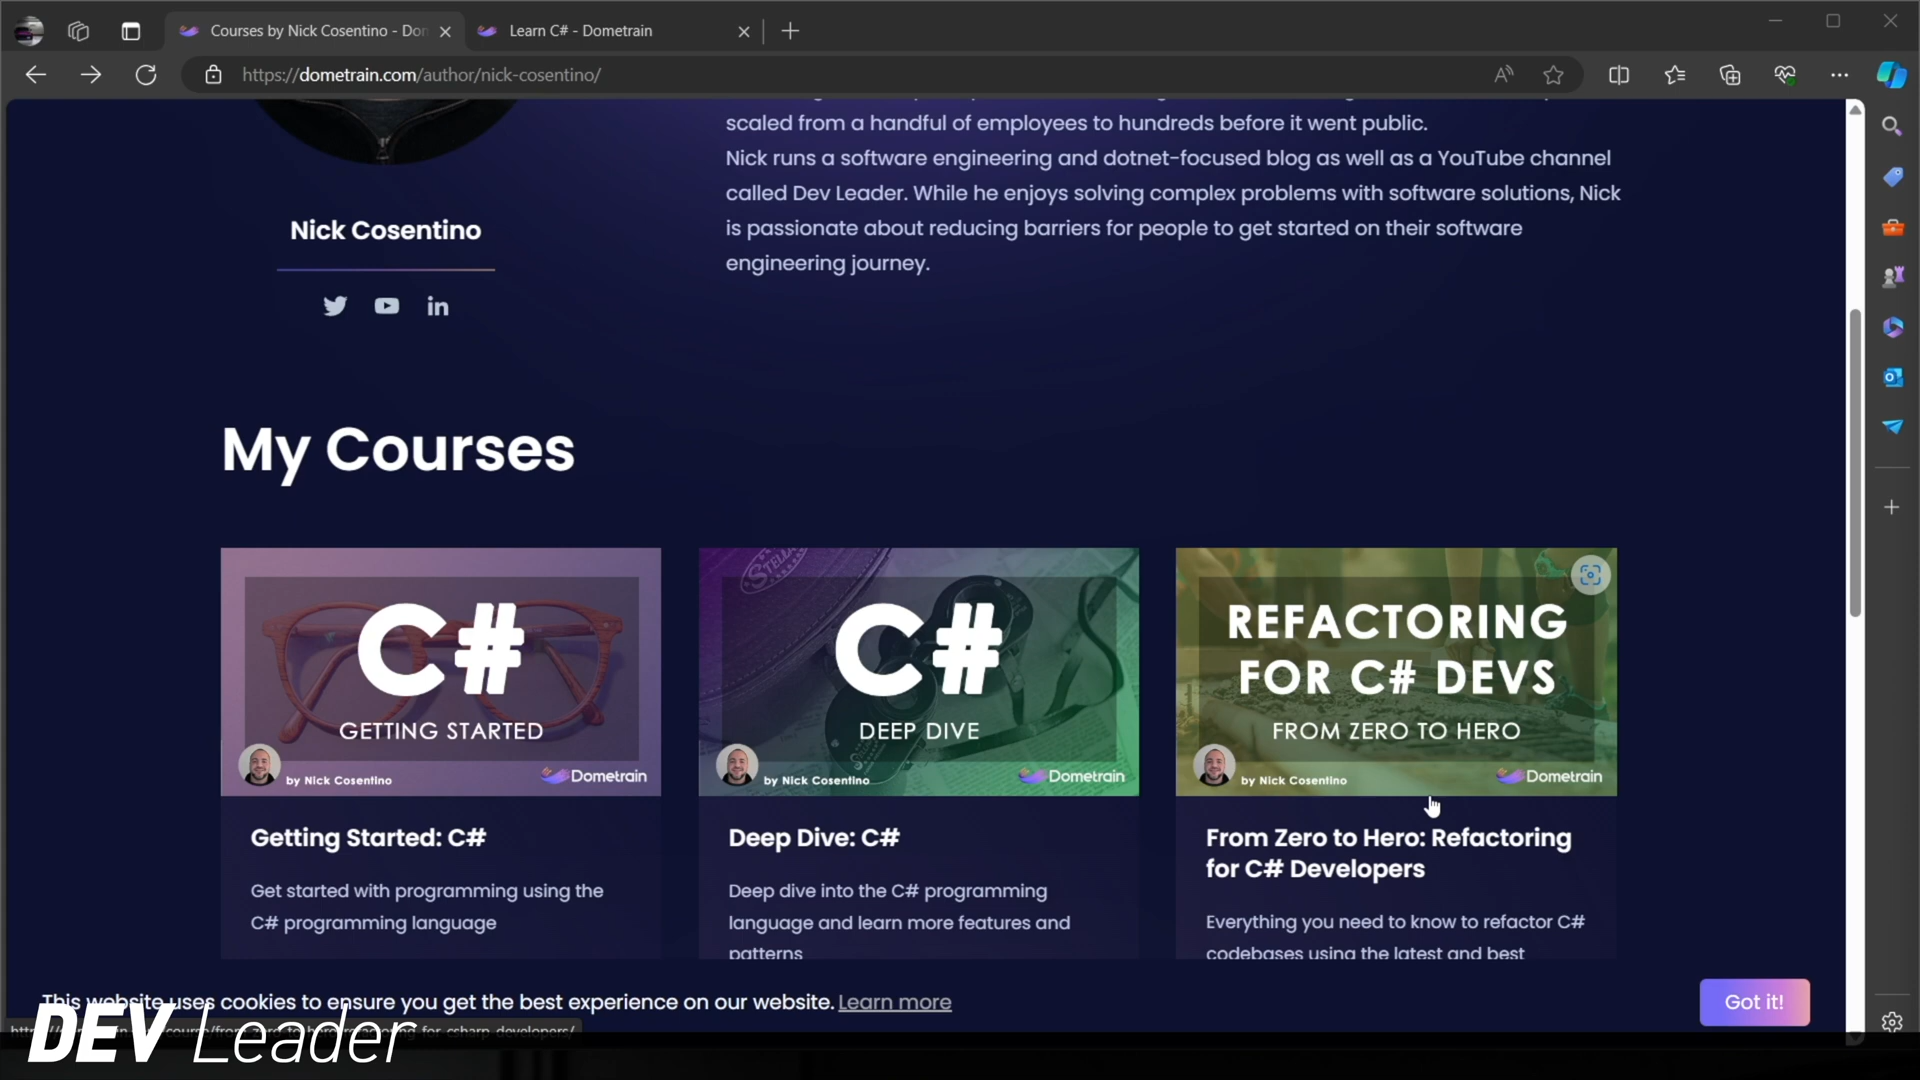 Courses by Nick Cosentino - Dor
Learn C# - Dometrain
https://dometrain.com/author/nick-cosentino/
scaled from a handful of employees to hundreds before it went public.
Nick runs a software engineering and dotnet-focused blog as well as a YouTube channel
called Dev Leader. While he enjoys solving complex problems with software solutions, Nick
is passionate about reducing barriers for people to get started on their software
engineering journey.
Nick Cosentino
My Courses
C#
GETTING STARTED
by Nick Cosentino
Dometrain
C#
DEEP DIVE
by Nick Cosentino
Dometrain
REFACTORING
FOR C# DEVS
FROM ZERO TO HERO
by Nick Cosentino
Dometrain
Getting Started: C#
Get started with programming using the
C# programming language
Deep Dive: C#
Deep dive into the C# programming
language and learn more features and
patterns
From Zero to Hero: Refactoring
for C# Developers
Everything you need to know to refactor C#
codebases using the latest and best
This website uses cookies to ensure you get the best experience on our website. Learn more
Got it!
DEV Leader